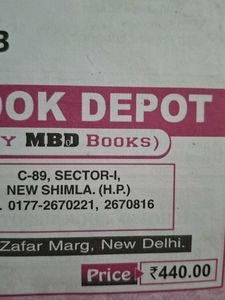 OOK DEPOT
Y MBD BOOKS)
C-89, SECTOR-I,
NEW SHIMLA. (H.P.)
. 0177-2670221, 2670816
Zafar Marg, New Delhi.
Price ₹440.00